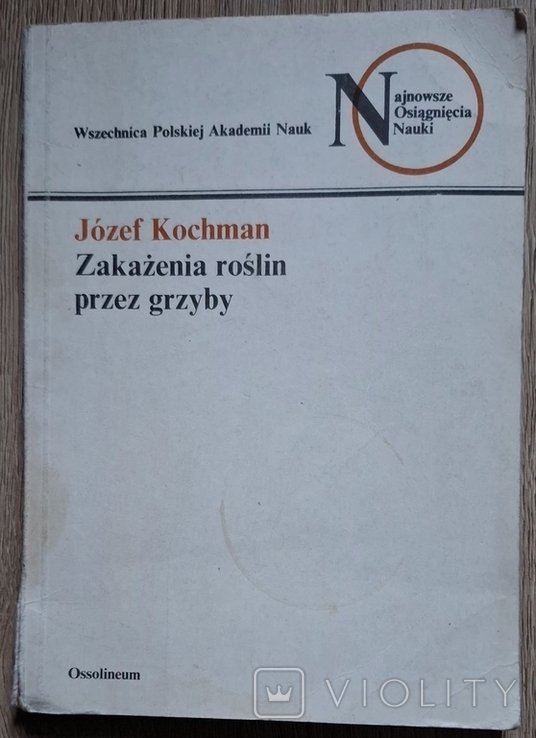 Wszechnica Polskiej Akademii Nauk
Najnowsze
Osiągnięcia
Nauki
Józef Kochman
Zakażenia roślin
przez grzyby
Ossolineum
VIOLITY